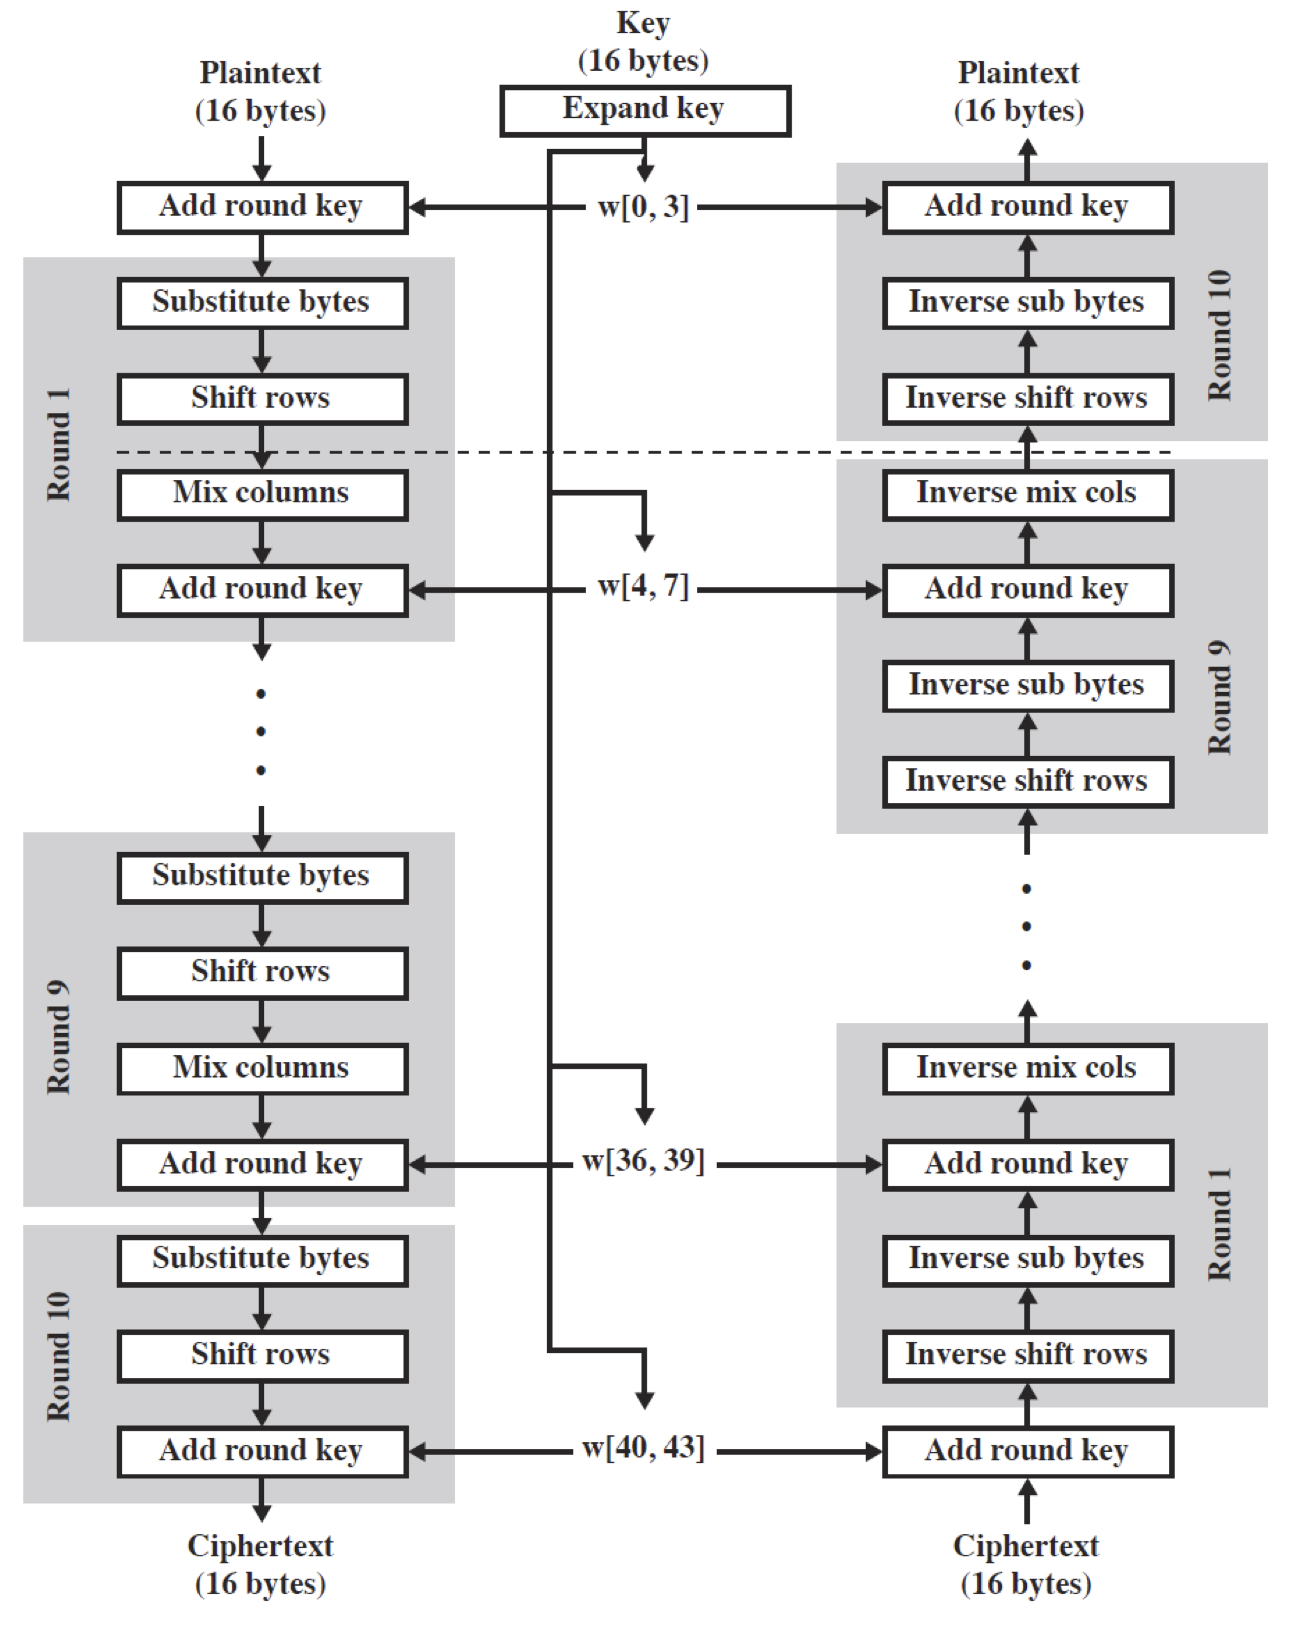 Key
(16 bytes)
Expand key
Plaintext
(16 bytes)
Add round key
Round 1
Substitute bytes
Shift rows
Mix columns
Add round key
Round 9
Substitute bytes
Shift rows
Mix columns
Add round key
Round 10
Substitute bytes
Shift rows
Add round key
Ciphertext
(16 bytes)
w[0, 3]
w[4, 7]
w[36, 39]
w[40, 43]
Plaintext
(16 bytes)
Add round key
Inverse sub bytes
Inverse shift rows
Round 10
Inverse mix cols
Add round key
Inverse sub bytes
Inverse shift rows
Round 9
Inverse mix cols
Add round key
Inverse sub bytes
Inverse shift rows
Round 1
Add round key
Ciphertext
(16 bytes)